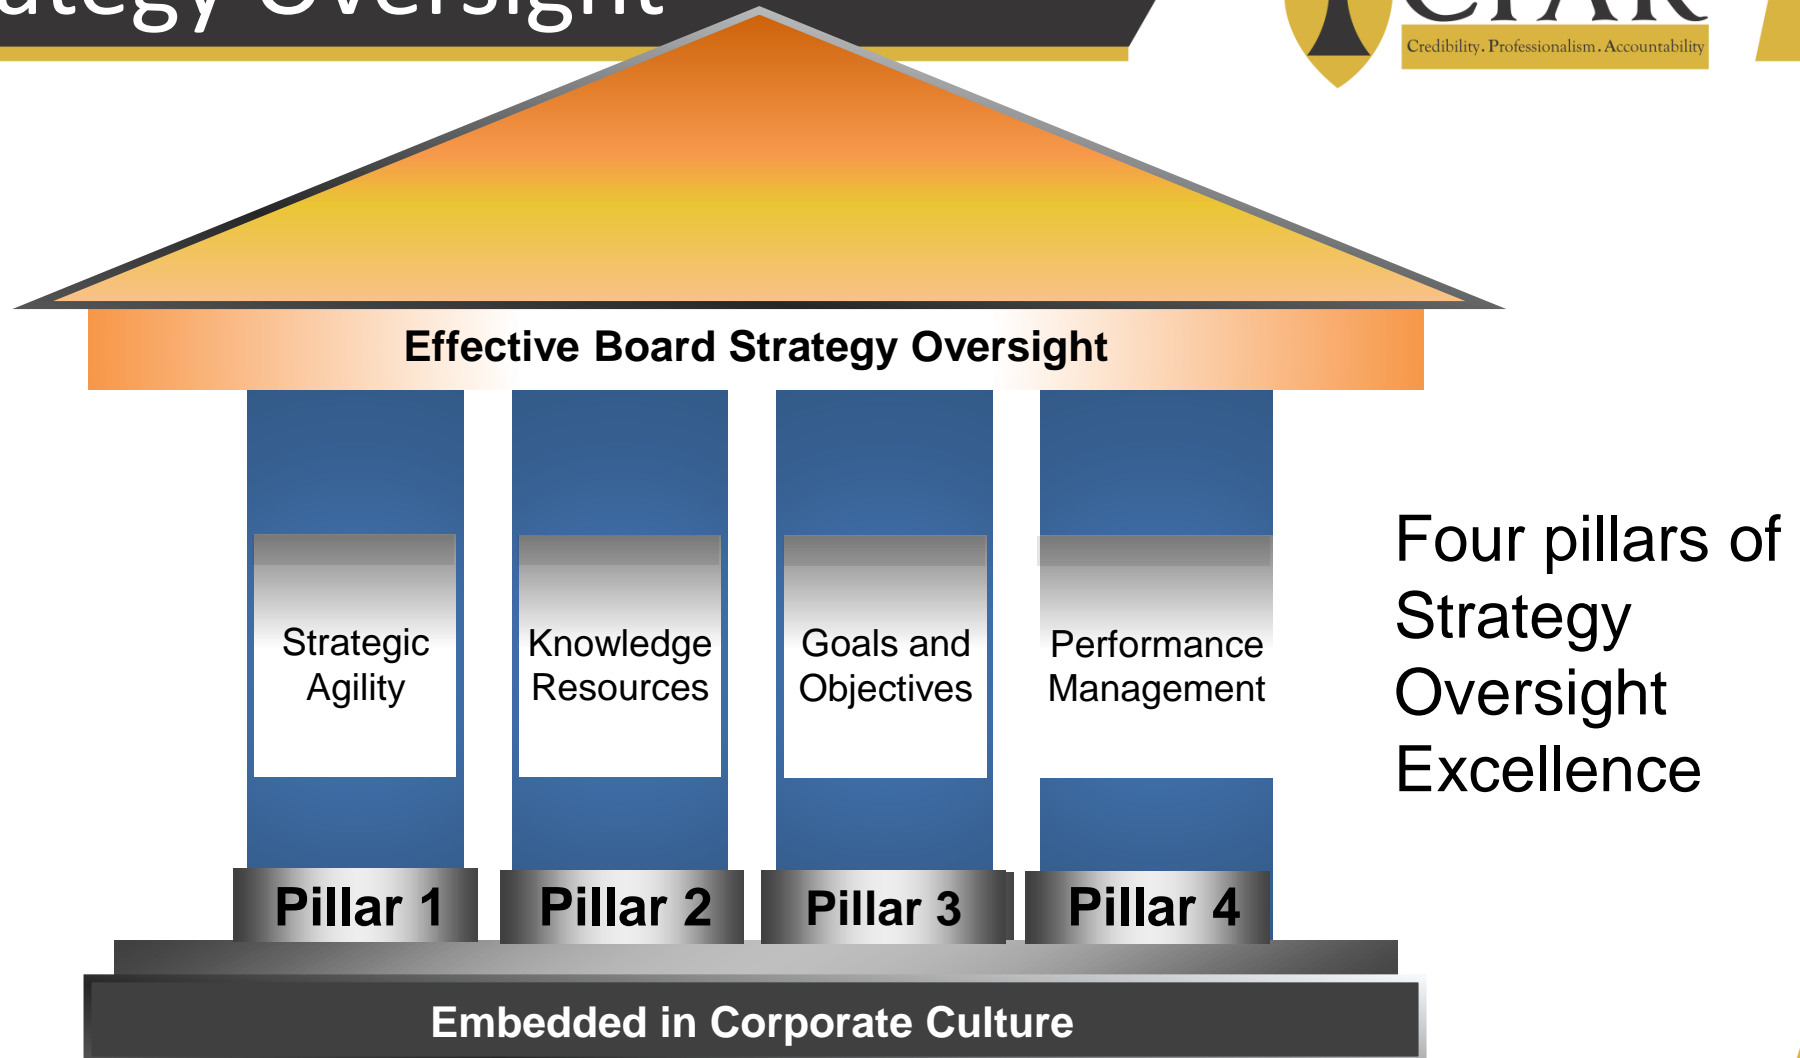 Oversight
Credibility. Professionalism. Accountability
Effective Board Strategy Oversight
Strategic
Agility
Knowledge
Resources
Goals and
Objectives
Performance
Management
Four pillars of
Strategy
Oversight
Excellence
Pillar 1
Pillar 2
Pillar 3
Pillar 4
Embedded in Corporate Culture